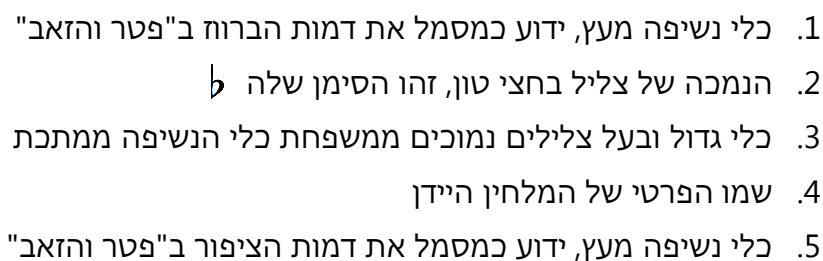 1. כלי נשיפה מעץ, ידוע כמסמל את דמות הברווז ב"פטר והזאב"
2. הנמכה של צליל בחצי טון, זהו הסימן שלה ♭
3. כלי גדול ובעל צלילים נמוכים ממשפחת כלי הנשיפה ממתכת
4. שמו הפרטי של המלחין היידן
5. כלי נשיפה מעץ, ידוע כמסמל את דמות הציפור ב"פטר והזאב"